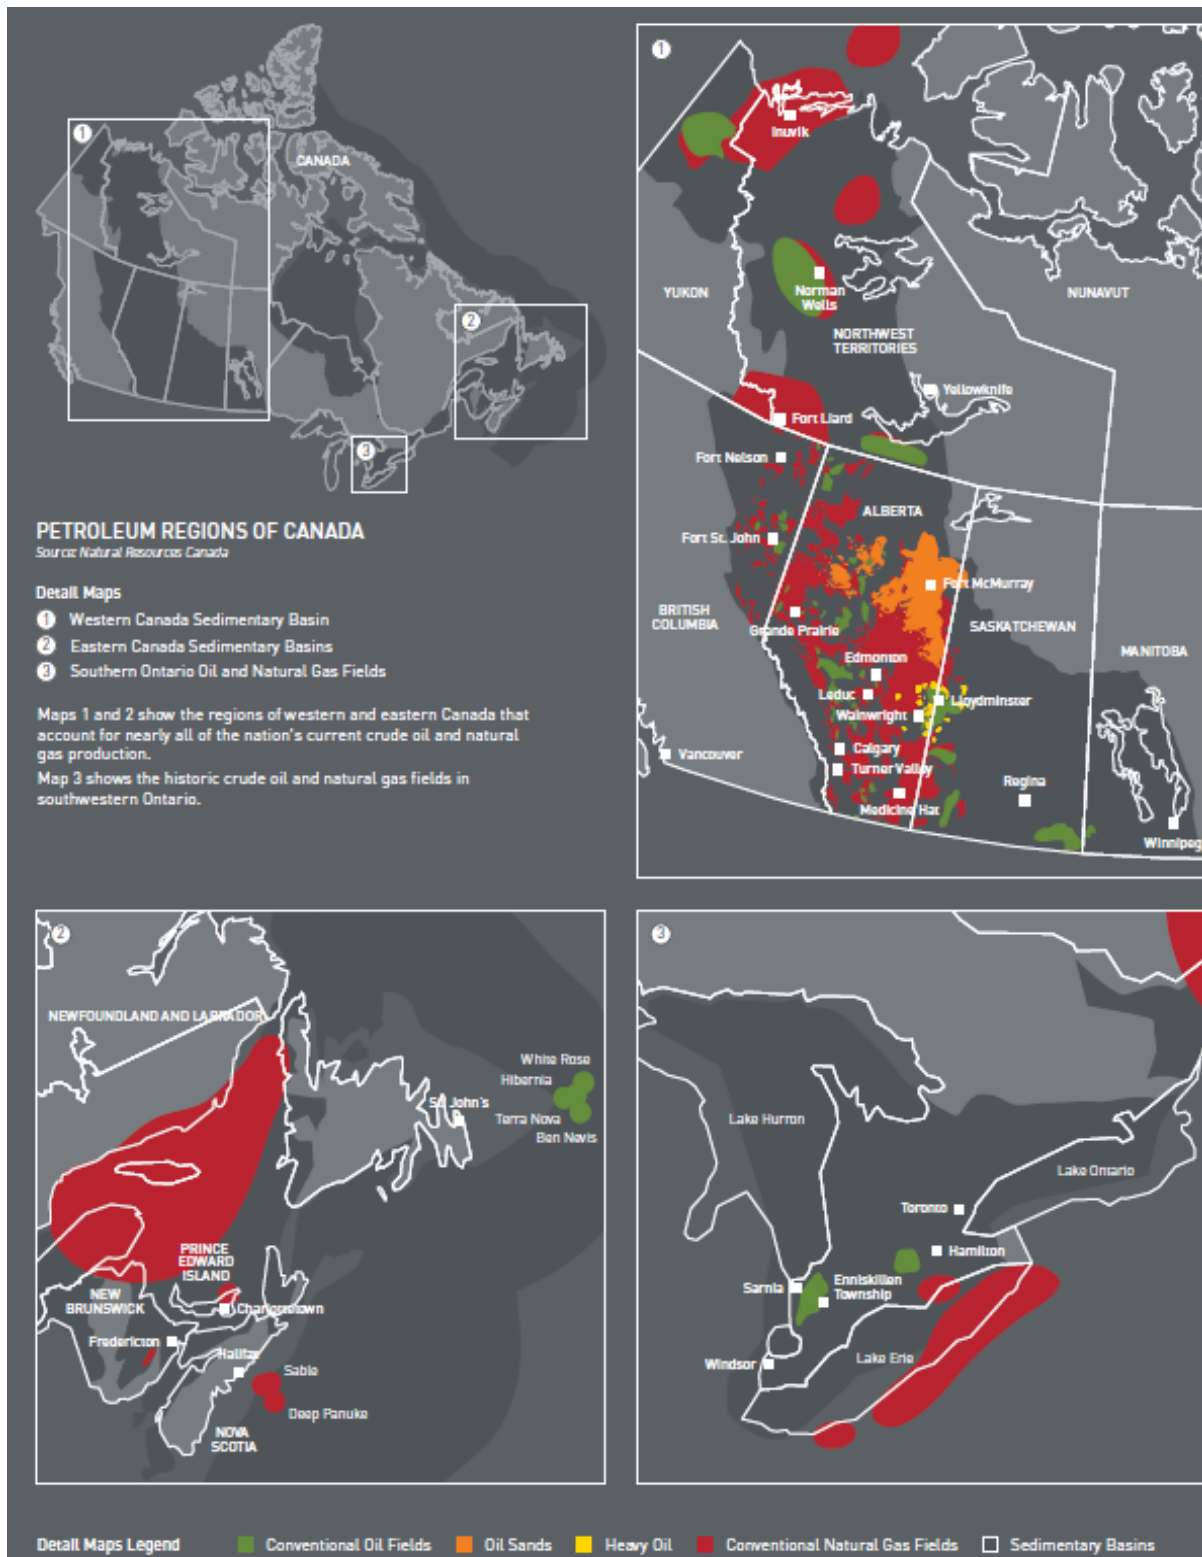 CANADA
1
2
3
PETROLEUM REGIONS OF CANADA
Source: Natural Resources Canada
Detail Maps
1 Western Canada Sedimentary Basin
2 Eastern Canada Sedimentary Basins
3 Southern Ontario Oil and Natural Gas Fields
Maps 1 and 2 show the regions of western and eastern Canada that
account for nearly all of the nation's current crude oil and natural
gas production.
Map 3 shows the historic crude oil and natural gas fields in
southwestern Ontario.
1
Inuvik
YUKON
Norman
Wells
NUNAVUT
NORTHWEST
TERRITORIES
Yellowknife
Fort Liard
Fort Nelson
ALBERTA
Fort St. John
Fort McMurray
BRITISH
COLUMBIA
Grande Prairie
SASKATCHEWAN
MANITOBA
Edmonton
Leduc
Lloydminster
Wainwright
Vancouver
Calgary
Turner Valley
Regina
Medicine Hat
Winnipeg
2
NEWFOUNDLAND AND LABRADOR
White Rose
Hibernia
St. John's
Terra Nova
Ben Nevis
PRINCE
EDWARD
ISLAND
NEW
BRUNSWICK
Charlottetown
Fredericton
Halifax
Sable
Deep Panuke
NOVA
SCOTIA
3
Lake Hurron
Lake Ontario
Toronto
Hamilton
Sarnia
Enniskillen
Township
Windsor
Lake Erie
Detail Maps Legend Conventional Oil Fields Oil Sands Heavy Oil Conventional Natural Gas Fields Sedimentary Basins